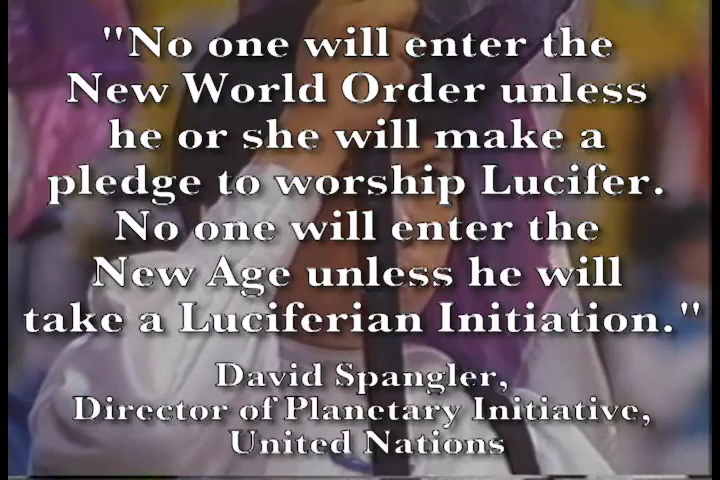 "No one will enter the
New World Order unless
he or she will make a
pledge to worship Lucifer.
No one will enter the
New Age unless he will
take a Luciferian Initiation."
David Spangler,
Director of Planetary Initiative,
United Nations